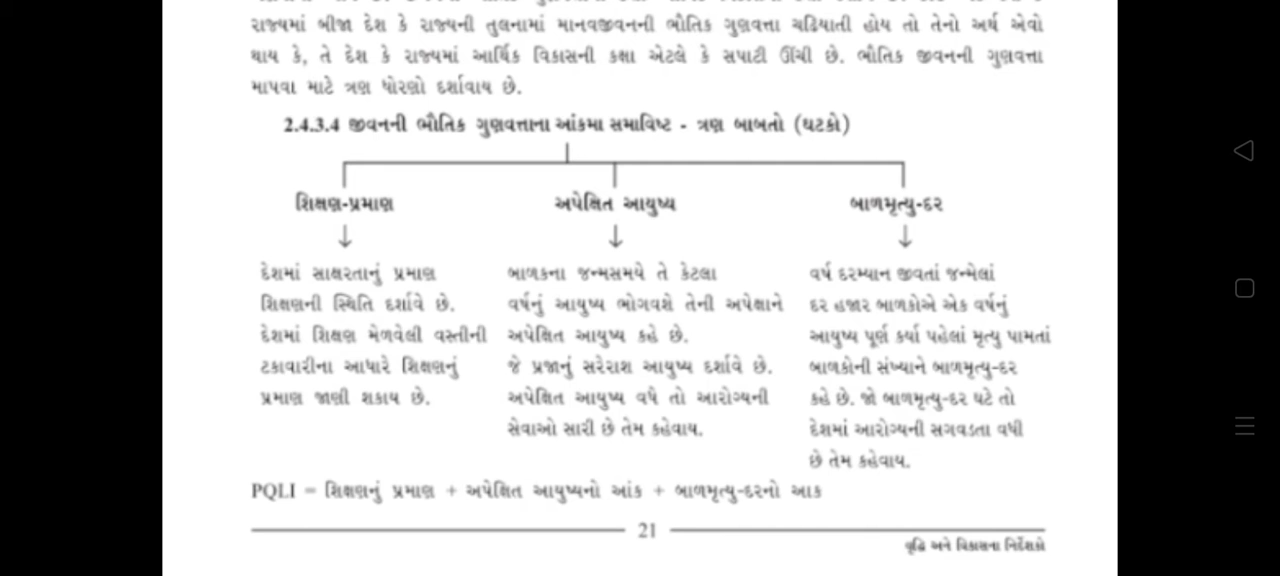 રાજ્યમાં બીજા દેશ કે રાજ્યની તુલનામાં માનવજીવનની ભૌતિક ગુણવત્તા ચઢિયાતી હોય તો તેનો અર્થ એવો
થાય કે, તે દેશ કે રાજ્યમાં આર્થિક વિકાસની કક્ષા એટલે કે સપાટી ઊંચી છે. ભૌતિક જીવનની ગુણવત્તા
માપવા માટે ત્રણ ધોરણો દર્શાવાય છે.
2.4.3.4 જીવનની ભૌતિક ગુણવત્તાના આંકમા સમાવિષ્ટ - ત્રણ બાબતો (ઘટકો)
શિક્ષણ-પ્રમાણ
↓
દેશમાં સાક્ષરતાનું પ્રમાણ
શિક્ષણની સ્થિતિ દર્શાવે છે.
દેશમાં શિક્ષણ મેળવેલી વસ્તીની
ટકાવારીના આધારે શિક્ષણનું
પ્રમાણ જાણી શકાય છે.
અપેક્ષિત આયુષ્ય
↓
બાળકના જન્મસમયે તે કેટલા
વર્ષનું આયુષ્ય ભોગવશે તેની અપેક્ષાને
અપેક્ષિત આયુષ્ય કહે છે.
જે પ્રજાનું સરેરાશ આયુષ્ય દર્શાવે છે.
અપેક્ષિત આયુષ્ય વધે તો આરોગ્યની
સેવાઓ સારી છે તેમ કહેવાય.
બાળમૃત્યુ-દર
↓
વર્ષ દરમ્યાન જીવતાં જન્મેલાં
દર હજાર બાળકોએ એક વર્ષનું
આયુષ્ય પૂર્ણ કર્યા પહેલાં મૃત્યુ પામતાં
બાળકોની સંખ્યાને બાળમૃત્યુ-દર
કહે છે. જો બાળમૃત્યુ-દર ઘટે તો
દેશમાં આરોગ્યની સગવડતા વધી
છે તેમ કહેવાય.
PQLI = શિક્ષણનું પ્રમાણ + અપેક્ષિત આયુષ્યનો આંક + બાળમૃત્યુ-દરનો આક
21
વૃદ્ધિ અને વિકાસના નિર્દેશકો